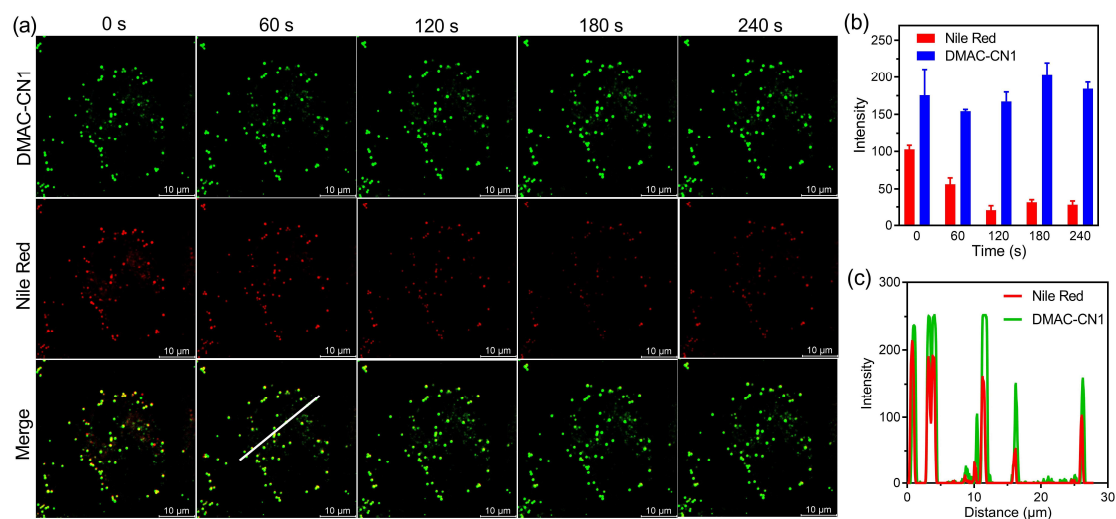 (a)
0 s
60 s
120 s
180 s
240 s
DMAC-CN1
10 µm
10 µm
10 µm
10 µm
10 µm
Nile Red
10 µm
10 µm
10 µm
10 µm
10 µm
Merge
10 µm
10 µm
10 µm
10 µm
10 µm
(b)
Nile Red
DMAC-CN1
Intensity
250
200
150
100
50
0
0
60
120
180
240
Time (s)
(c)
Nile Red
DMAC-CN1
Intensity
300
200
100
0
0
10
20
30
Distance (µm)